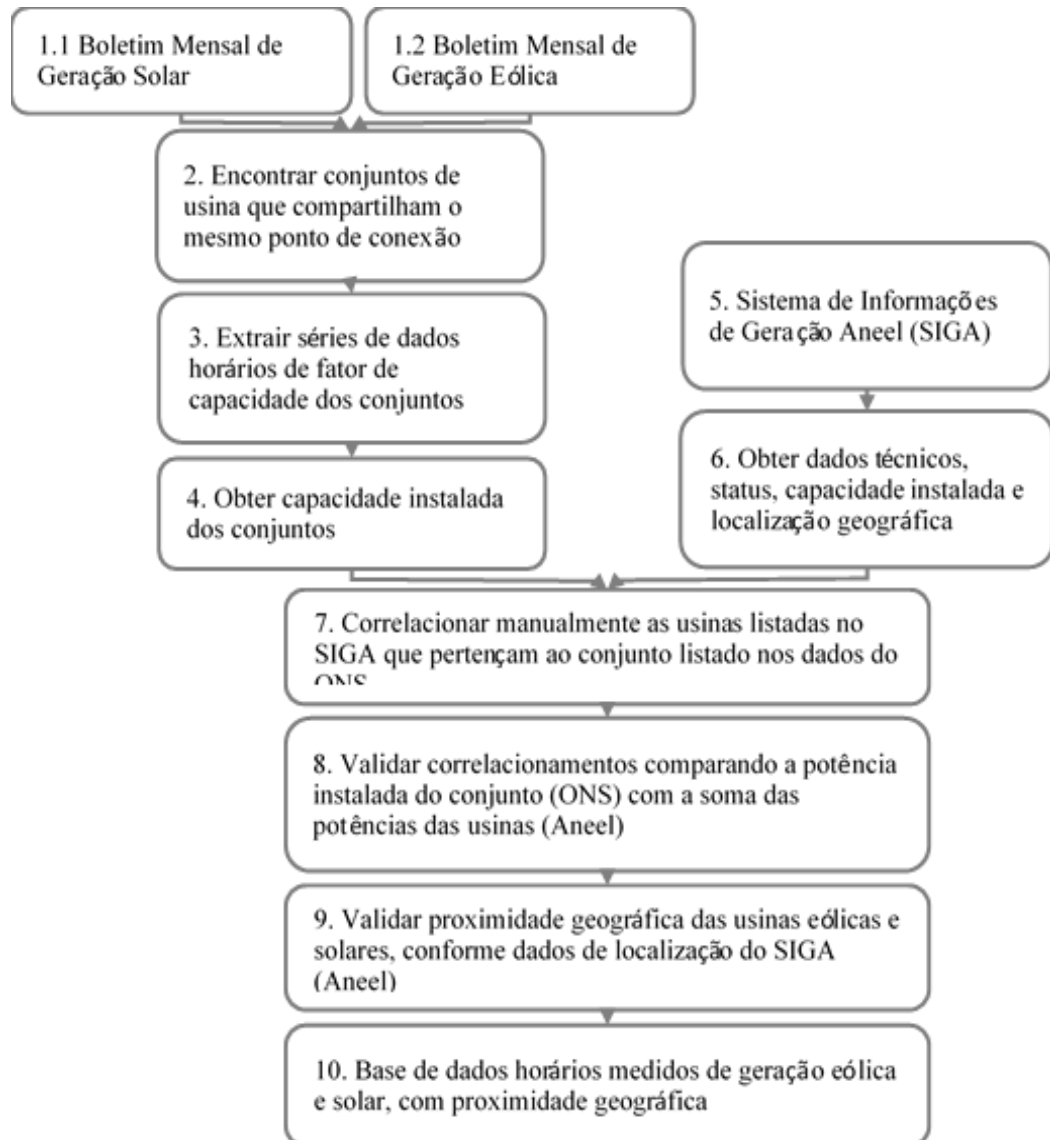 1.1 Boletim Mensal de
Geração Solar
1.2 Boletim Mensal de
Geração Eólica
2. Encontrar conjuntos de
usina que compartilham o
mesmo ponto de conexão
3. Extrair séries de dados
horários de fator de
capacidade dos conjuntos
4. Obter capacidade instalada
dos conjuntos
5. Sistema de Informações
de Geração Aneel (SIGA)
6. Obter dados técnicos,
status, capacidade instalada e
localização geográfica
7. Correlacionar manualmente as usinas listadas no
SIGA que pertençam ao conjunto listado nos dados do
ONS
8. Validar correlacionamentos comparando a potência
instalada do conjunto (ONS) com a soma das
potências das usinas (Aneel)
9. Validar proximidade geográfica das usinas eólicas e
solares, conforme dados de localização do SIGA
(Aneel)
10. Base de dados horários medidos de geração eólica
e solar, com proximidade geográfica